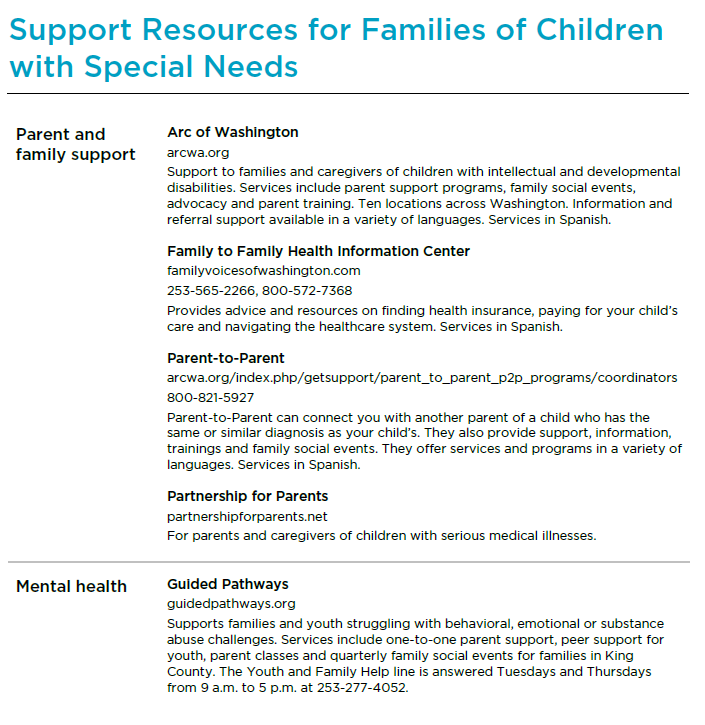 Support Resources for Families of Children
with Special Needs
Parent and
family support
Arc of Washington
arcwa.org
Support to families and caregivers of children with intellectual and developmental
disabilities. Services include parent support programs, family social events,
advocacy and parent training. Ten locations across Washington. Information and
referral support available in a variety of languages. Services in Spanish.
Family to Family Health Information Center
familyvoicesofwashington.com
253-565-2266, 800-572-7368
Provides advice and resources on finding health insurance, paying for your child's
care and navigating the healthcare system. Services in Spanish.
Parent-to-Parent
arcwa.org/index.php/getsupport/parent_to_parent_p2p_programs/coordinators
800-821-5927
Parent-to-Parent can connect you with another parent of a child who has the
same or similar diagnosis as your child's. They also provide support, information,
trainings and family social events. They offer services and programs in a variety of
languages. Services in Spanish.
Partnership for Parents
partnershipforparents.net
For parents and caregivers of children with serious medical illnesses.
Mental health
Guided Pathways
guidedpathways.org
Supports families and youth struggling with behavioral, emotional or substance
abuse challenges. Services include one-to-one parent support, peer support for
youth, parent classes and quarterly family social events for families in King
County. The Youth and Family Help line is answered Tuesdays and Thursdays
from 9 a.m. to 5 p.m. at 253-277-4052.